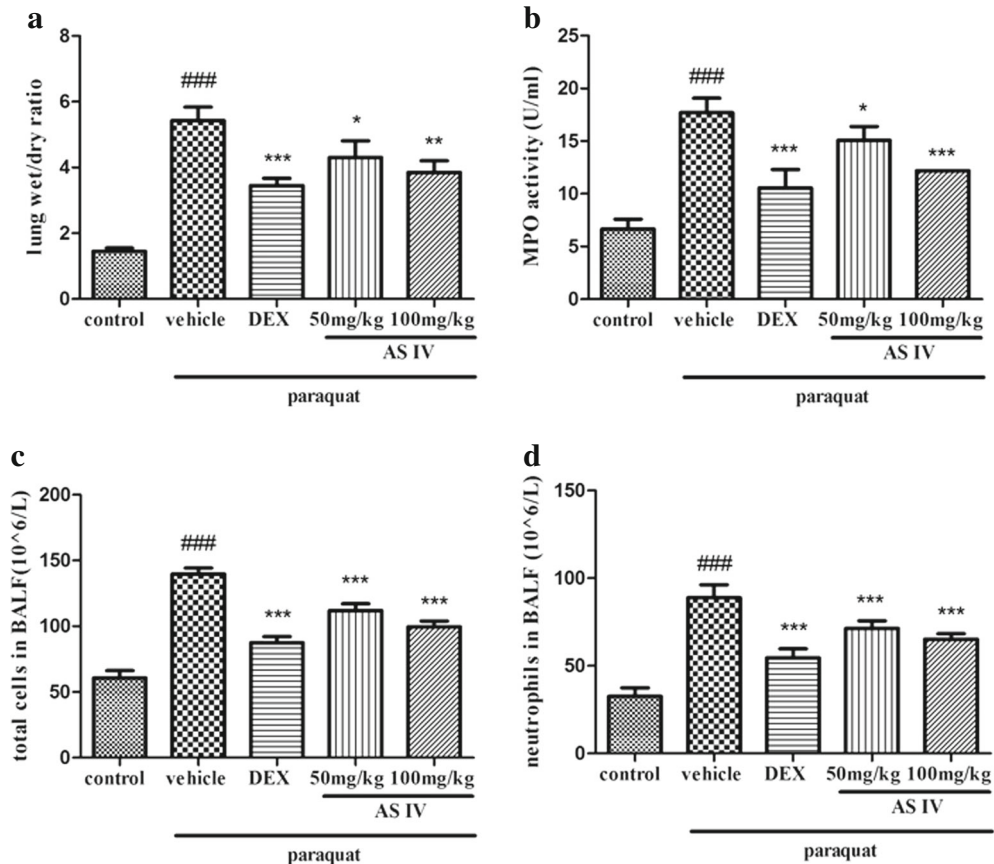 a
lung wet/dry ratio
8
6
4
2
0
###
***
*
**
control vehicle DEX 50mg/kg 100mg/kg
AS IV
paraquat
b
MPO activity (U/ml)
25
20
15
10
5
0
###
***
*
***
control vehicle DEX 50mg/kg 100mg/kg
AS IV
paraquat
c
total cells in BALF(10^6/L)
200
150
100
50
0
###
***
***
***
control vehicle DEX 50mg/kg 100mg/kg
AS IV
paraquat
d
neutrophils in BALF (10^6/L)
150
100
50
0
###
***
***
***
control vehicle DEX 50mg/kg 100mg/kg
AS IV
paraquat